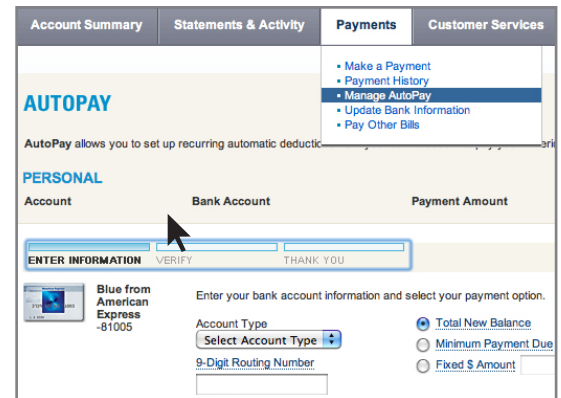 Account Summary Statements & Activity Payments Customer Services
Make a Payment
Payment History
Manage AutoPay
Update Bank Information
Pay Other Bills
AUTOPAY
AutoPay allows you to set up recurring automatic
PERSONAL
Account Bank Account Payment Amount
ENTER INFORMATION VERIFY THANK YOU
Blue from
American
Express
-81005
Enter your bank account information and select your payment option.
Account Type
Select Account Type
9-Digit Routing Number
Total New Balance
Minimum Payment Due
Fixed $ Amount